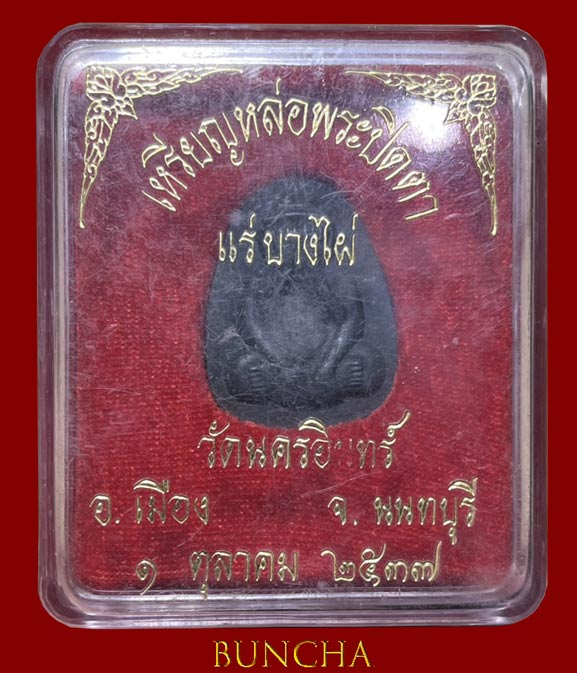 เหรียญหล่อพระปิดตา
แร่บางไผ่
วัดนครอินทร์
อ. เมือง จ. นนทบุรี
๑ ตุลาคม ๒๕๓๗
BUNCHA